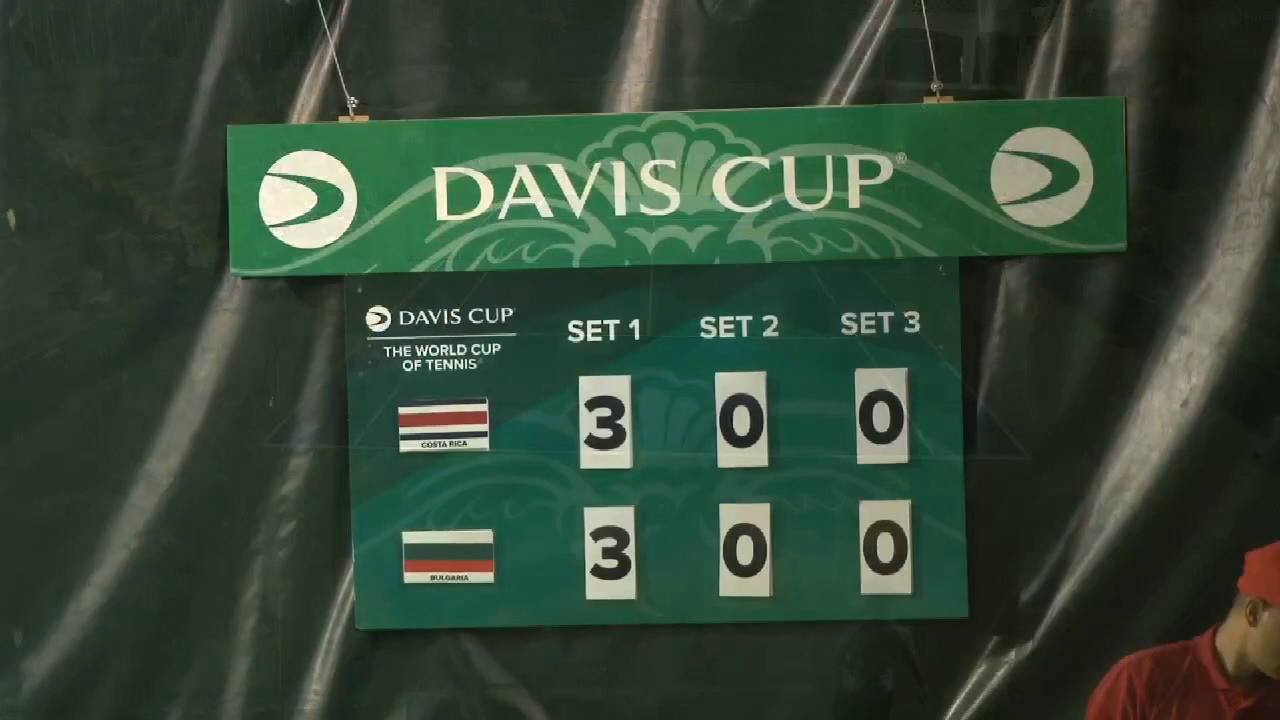 DAVIS CUP®
DAVIS CUP
THE WORLD CUP
OF TENNIS
SET 1 SET 2 SET 3
COSTA RICA 3 0 0
BULGARIA 3 0 0